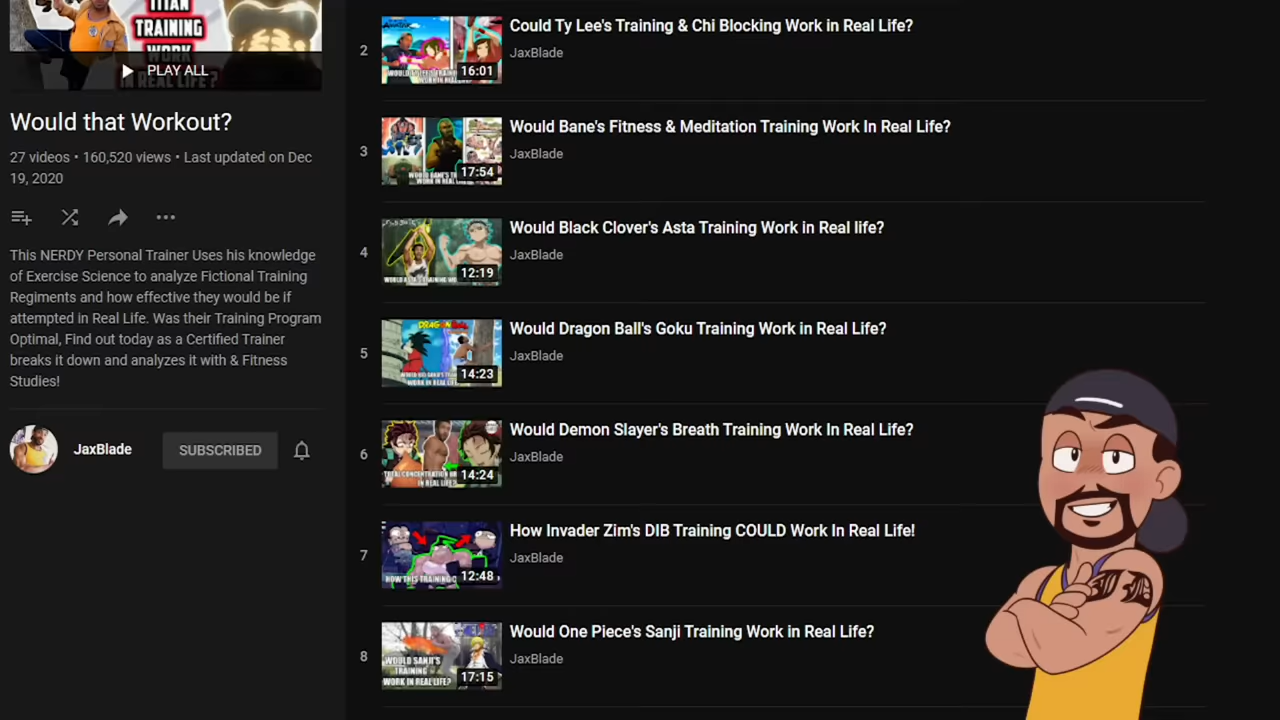 TITAN
TRAINING
WORK
IN REAL LIFE?
PLAY ALL
Would that Workout?
27 videos • 160,520 views • Last updated on Dec
19, 2020
This NERDY Personal Trainer Uses his knowledge
of Exercise Science to analyze Fictional Training
Regiments and how effective they would be if
attempted in Real Life. Was their Training Program
Optimal, Find out today as a Certified Trainer
breaks it down and analyzes it with & Fitness
Studies!
JaxBlade
SUBSCRIBED
2
16:01
Could Ty Lee's Training & Chi Blocking Work in Real Life?
JaxBlade
3
17:54
Would Bane's Fitness & Meditation Training Work In Real Life?
JaxBlade
4
12:19
Would Black Clover's Asta Training Work in Real life?
JaxBlade
5
14:23
Would Dragon Ball's Goku Training Work in Real Life?
JaxBlade
6
14:24
Would Demon Slayer's Breath Training Work In Real Life?
JaxBlade
7
12:48
How Invader Zim's DIB Training COULD Work In Real Life!
JaxBlade
8
WOULD SANJI'S
TRAINING
WORK IN REAL LIFE?
17:15
Would One Piece's Sanji Training Work in Real Life?
JaxBlade